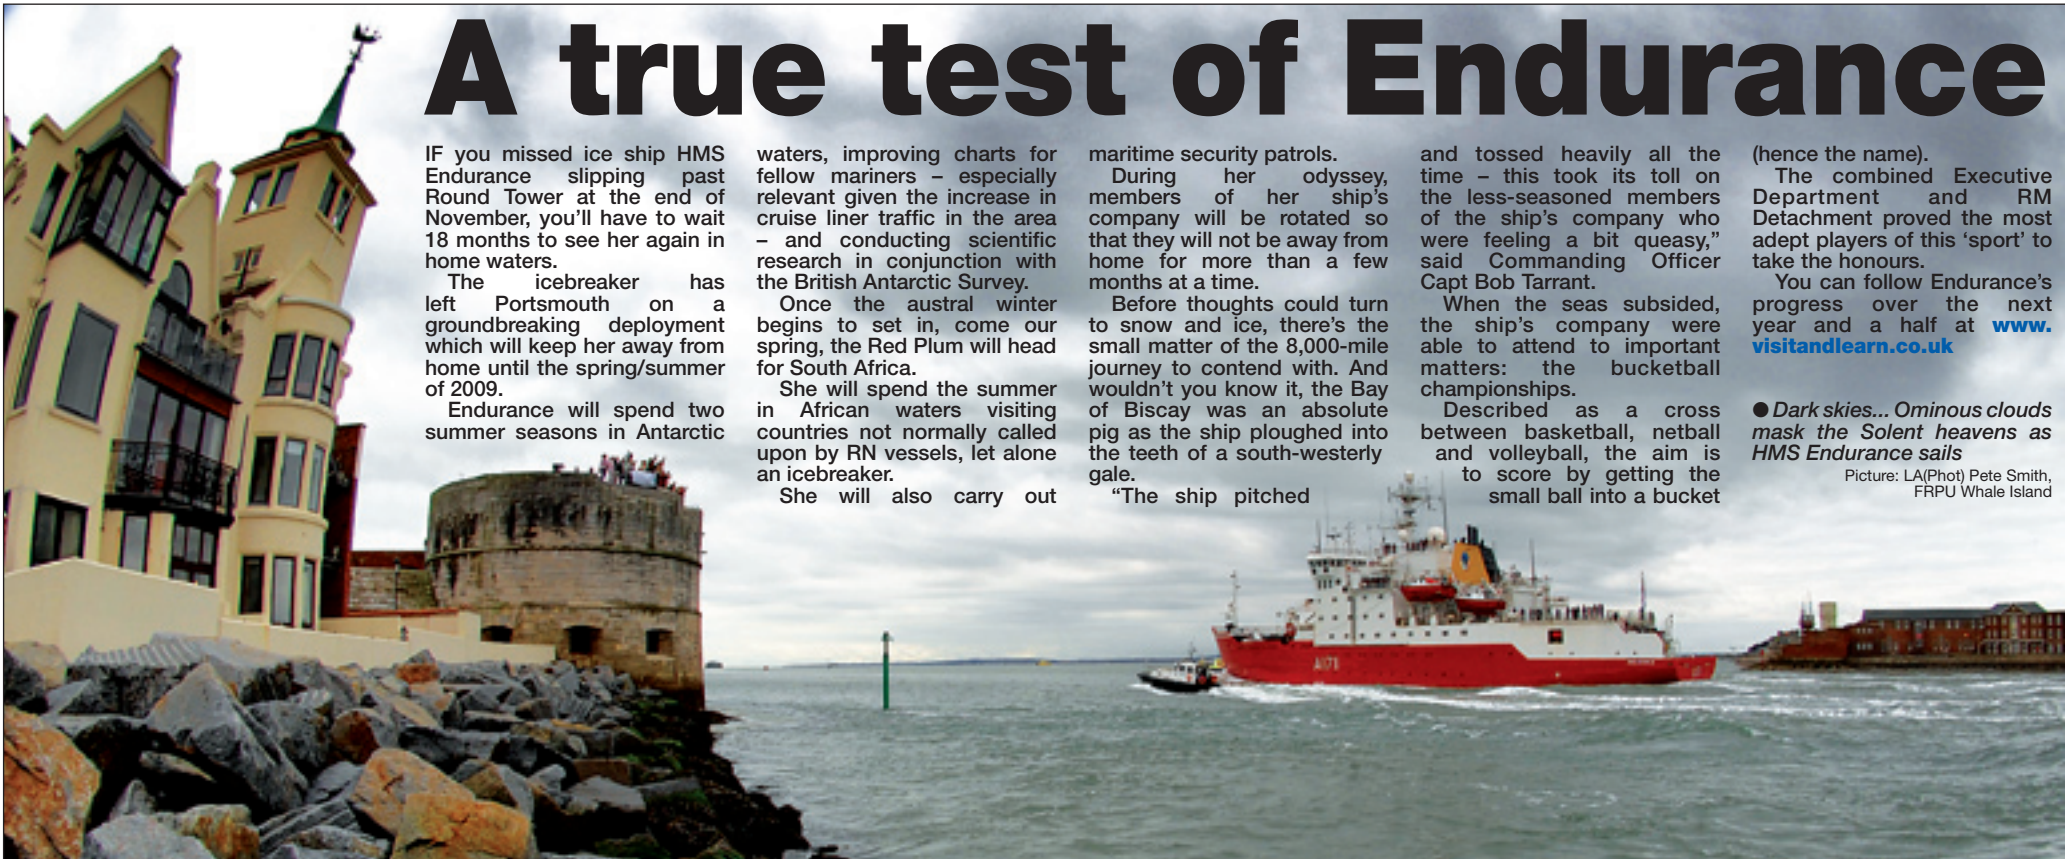 A true test of Endurance
IF you missed ice ship HMS
Endurance slipping past
Round Tower at the end of
November, you'll have to wait
18 months to see her again in
home waters.
The icebreaker has
left Portsmouth on a
groundbreaking deployment
which will keep her away from
home until the spring/summer
of 2009.
Endurance will spend two
summer seasons in Antarctic
waters, improving charts for
fellow mariners – especially
relevant given the increase in
cruise liner traffic in the area
– and conducting scientific
research in conjunction with
the British Antarctic Survey.
Once the austral winter
begins to set in, come our
spring, the Red Plum will head
for South Africa.
She will spend the summer
in African waters visiting
countries not normally called
upon by RN vessels, let alone
an icebreaker.
She will also carry out
maritime security patrols.
During her odyssey,
members of her ship's
company will be rotated so
that they will not be away from
home for more than a few
months at a time.
Before thoughts could turn
to snow and ice, there's the
small matter of the 8,000-mile
journey to contend with. And
wouldn't you know it, the Bay
of Biscay was an absolute
pig as the ship ploughed into
the teeth of a south-westerly
gale.
“The ship pitched
and tossed heavily all the
time – this took its toll on
the less-seasoned members
of the ship's company who
were feeling a bit queasy,”
said Commanding Officer
Capt Bob Tarrant.
When the seas subsided,
the ship's company were
able to attend to important
matters: the bucketball
championships.
Described as a cross
between basketball, netball
and volleyball, the aim is
to score by getting the
small ball into a bucket
(hence the name).
The combined Executive
Department and RM
Detachment proved the most
adept players of this ‘sport’ to
take the honours.
You can follow Endurance's
progress over the next
year and a half at www.
visitandlearn.co.uk
● Dark skies... Ominous clouds
mask the Solent heavens as
HMS Endurance sails
Picture: LA(Phot) Pete Smith,
FRPU Whale Island
A171